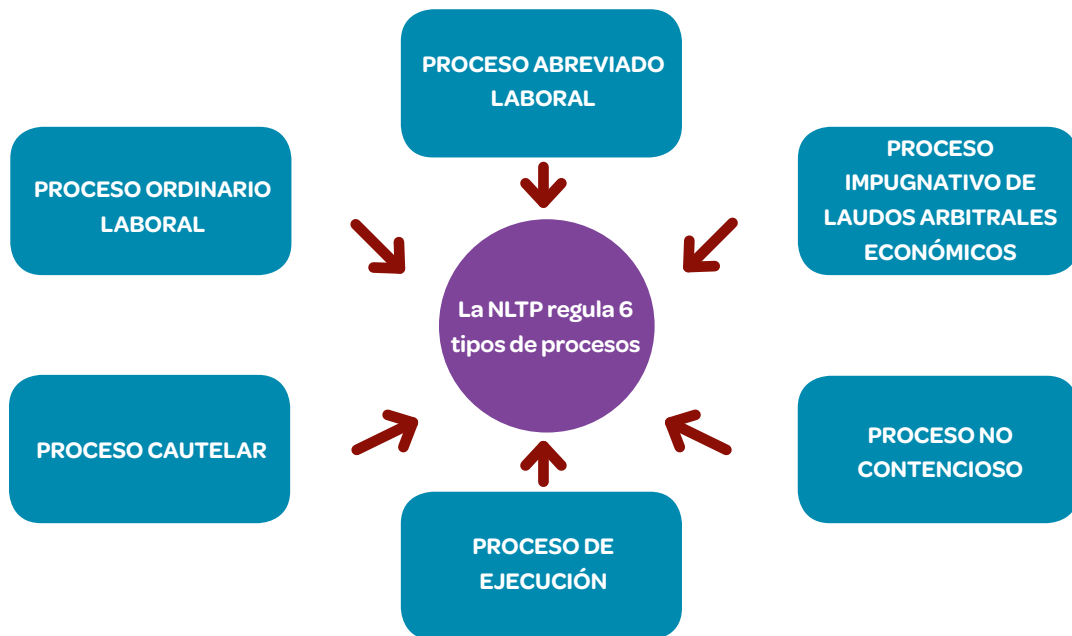 PROCESO ABREVIADO
LABORAL
PROCESO ORDINARIO
LABORAL
PROCESO
IMPUGNATIVO DE
LAUDOS ARBITRALES
ECONÓMICOS
La NLTP regula 6
tipos de procesos
PROCESO CAUTELAR
PROCESO NO
CONTENCIOSO
PROCESO DE
EJECUCIÓN